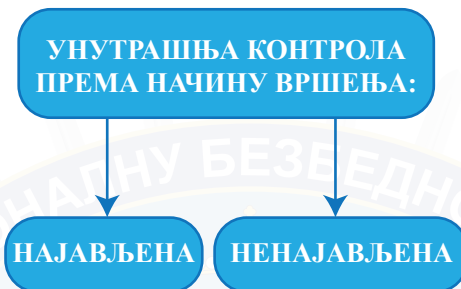 УНУТРАШЊА КОНТРОЛА
ПРЕМА НАЧИНУ ВРШЕЊА:
НАЈАВЉЕНА
НЕНАЈАВЉЕНА